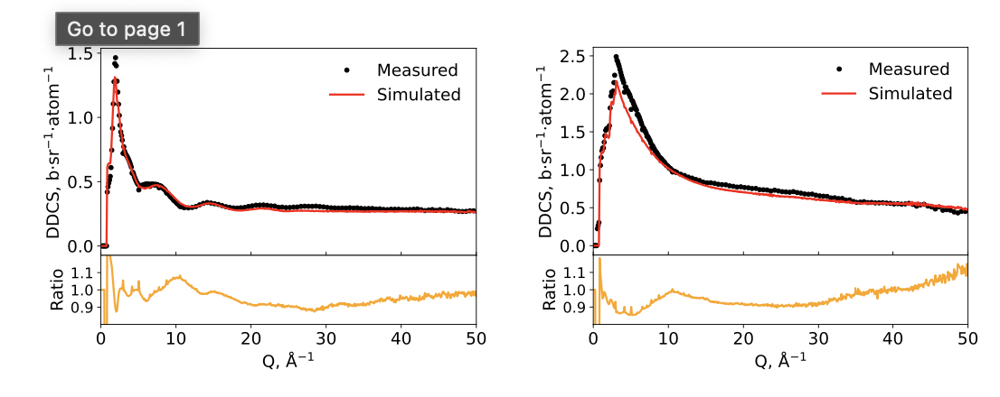 Go to page 1
1.5
1.0
0.5
0.0
DDCS, b·sr⁻¹·atom⁻¹
Measured
Simulated
1.1
1.0
0.9
Ratio
0 10 20 30 40 50
Q, Å⁻¹
2.5
2.0
1.5
1.0
0.5
0.0
DDCS, b·sr⁻¹·atom⁻¹
Measured
Simulated
1.1
1.0
0.9
Ratio
0 10 20 30 40 50
Q, Å⁻¹